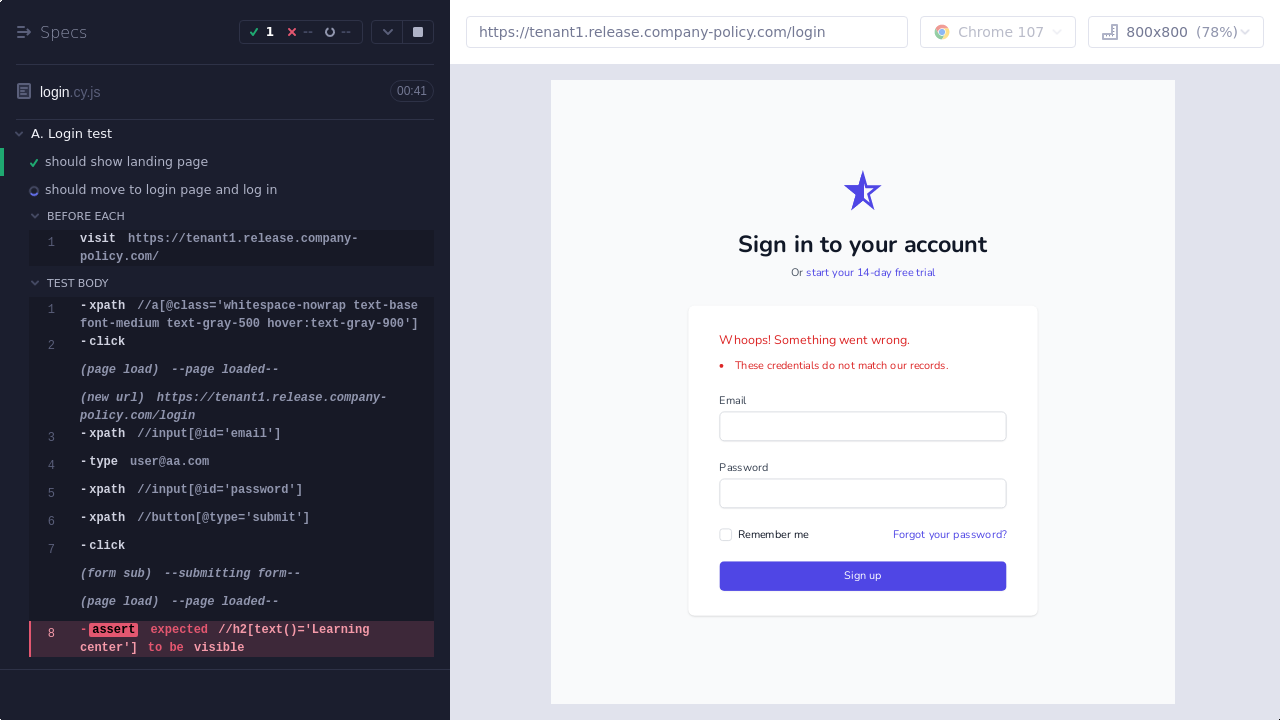 Specs
1
--
--
login.cy.js
00:41
A. Login test
should show landing page
should move to login page and log in
BEFORE EACH
1 visit https://tenant1.release.company-
policy.com/
TEST BODY
1 -xpath //a[@class='whitespace-nowrap text-base
font-medium text-gray-500 hover:text-gray-900']
2 -click
(page load) --page loaded--
(new url) https://tenant1.release.company-
policy.com/login
3 -xpath //input[@id='email']
4 -type user@aa.com
5 -xpath //input[@id='password']
6 -xpath //button[@type='submit']
7 -click
(form sub) --submitting form--
(page load) --page loaded--
8 -assert expected //h2[text()='Learning
center'] to be visible
https://tenant1.release.company-policy.com/login
Chrome 107
800x800 (78%)
Sign in to your account
Or start your 14-day free trial
Whoops! Something went wrong.
• These credentials do not match our records.
Email
Password
Remember me
Forgot your password?
Sign up